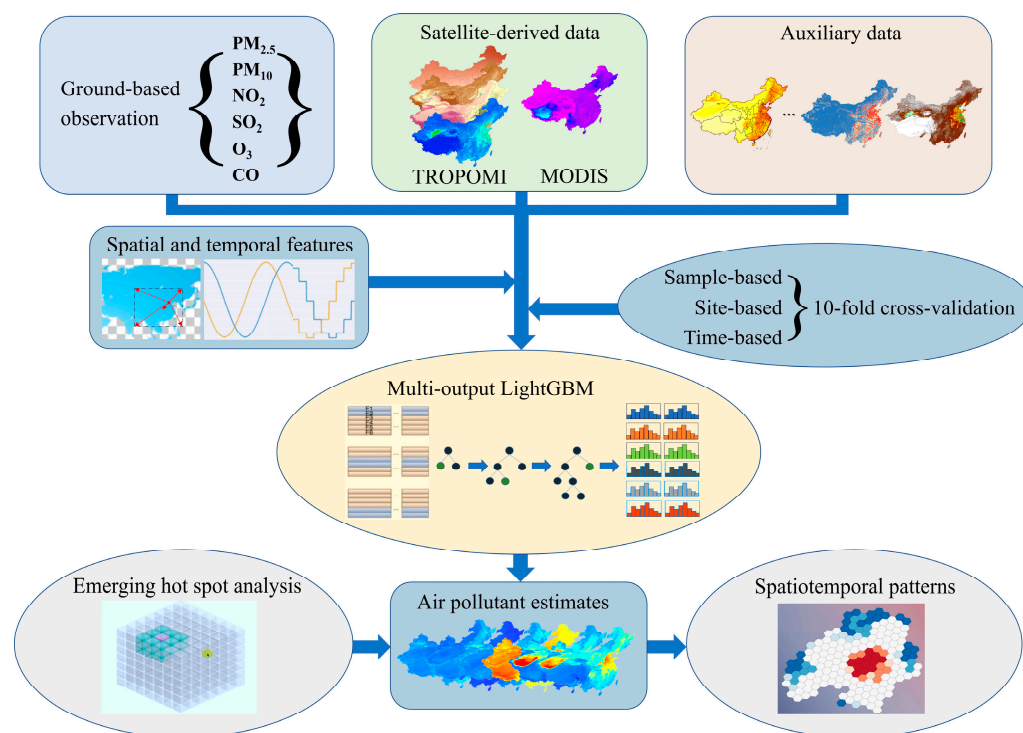 Ground-based
observation
PM2.5
PM10
NO2
SO2
O3
CO
Satellite-derived data
TROPOMI
MODIS
Auxiliary data
...
Spatial and temporal features
Sample-based
Site-based
Time-based
10-fold cross-validation
Multi-output LightGBM
Emerging hot spot analysis
Air pollutant estimates
Spatiotemporal patterns